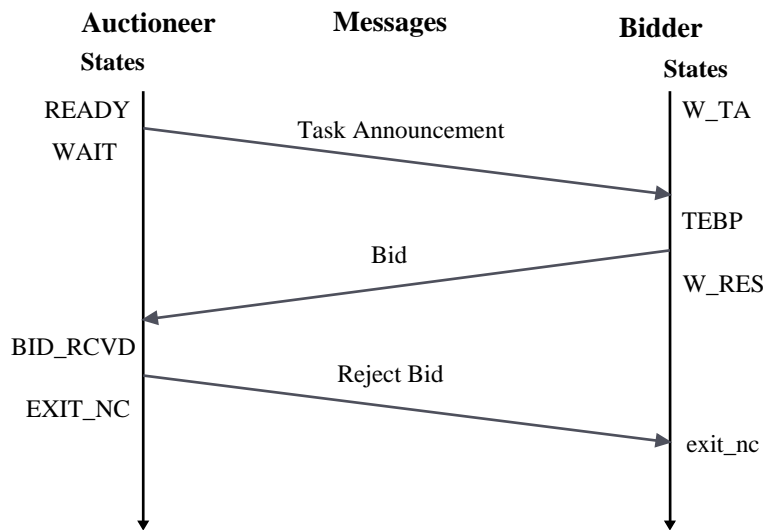 Auctioneer Messages Bidder
States States
READY W_TA
Task Announcement
WAIT
TEBP
Bid
W_RES
BID_RCVD
Reject Bid
EXIT_NC
exit_nc